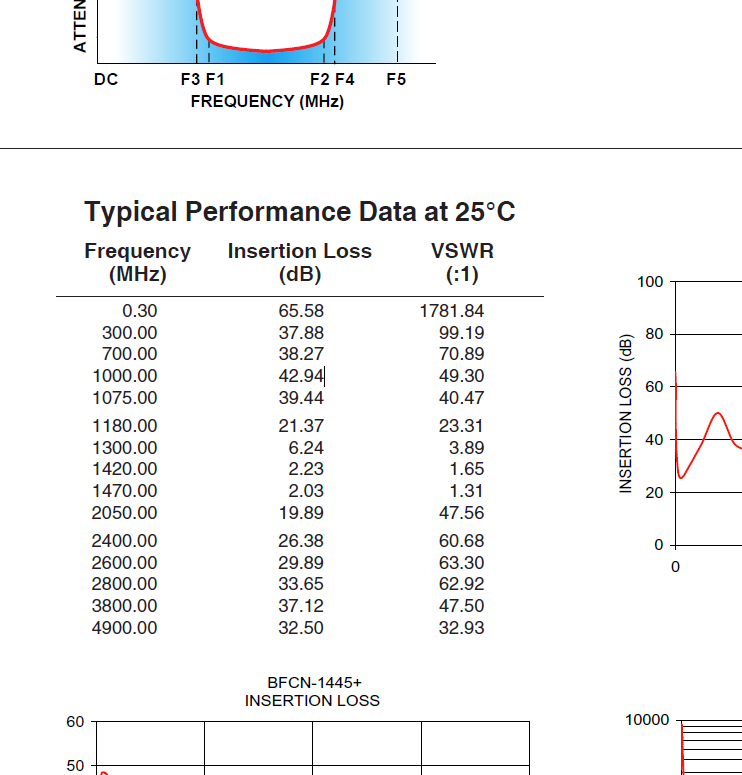 ATTEN
DC F3 F1 F2 F4 F5
FREQUENCY (MHz)
Typical Performance Data at 25°C
Frequency Insertion Loss VSWR
(MHz) (dB) (:1)
0.30 65.58 1781.84
300.00 37.88 99.19
700.00 38.27 70.89
1000.00 42.94 49.30
1075.00 39.44 40.47
1180.00 21.37 23.31
1300.00 6.24 3.89
1420.00 2.23 1.65
1470.00 2.03 1.31
2050.00 19.89 47.56
2400.00 26.38 60.68
2600.00 29.89 63.30
2800.00 33.65 62.92
3800.00 37.12 47.50
4900.00 32.50 32.93
INSERTION LOSS (dB)
100
80
60
40
20
0
0
BFCN-1445+
INSERTION LOSS
60
50
10000